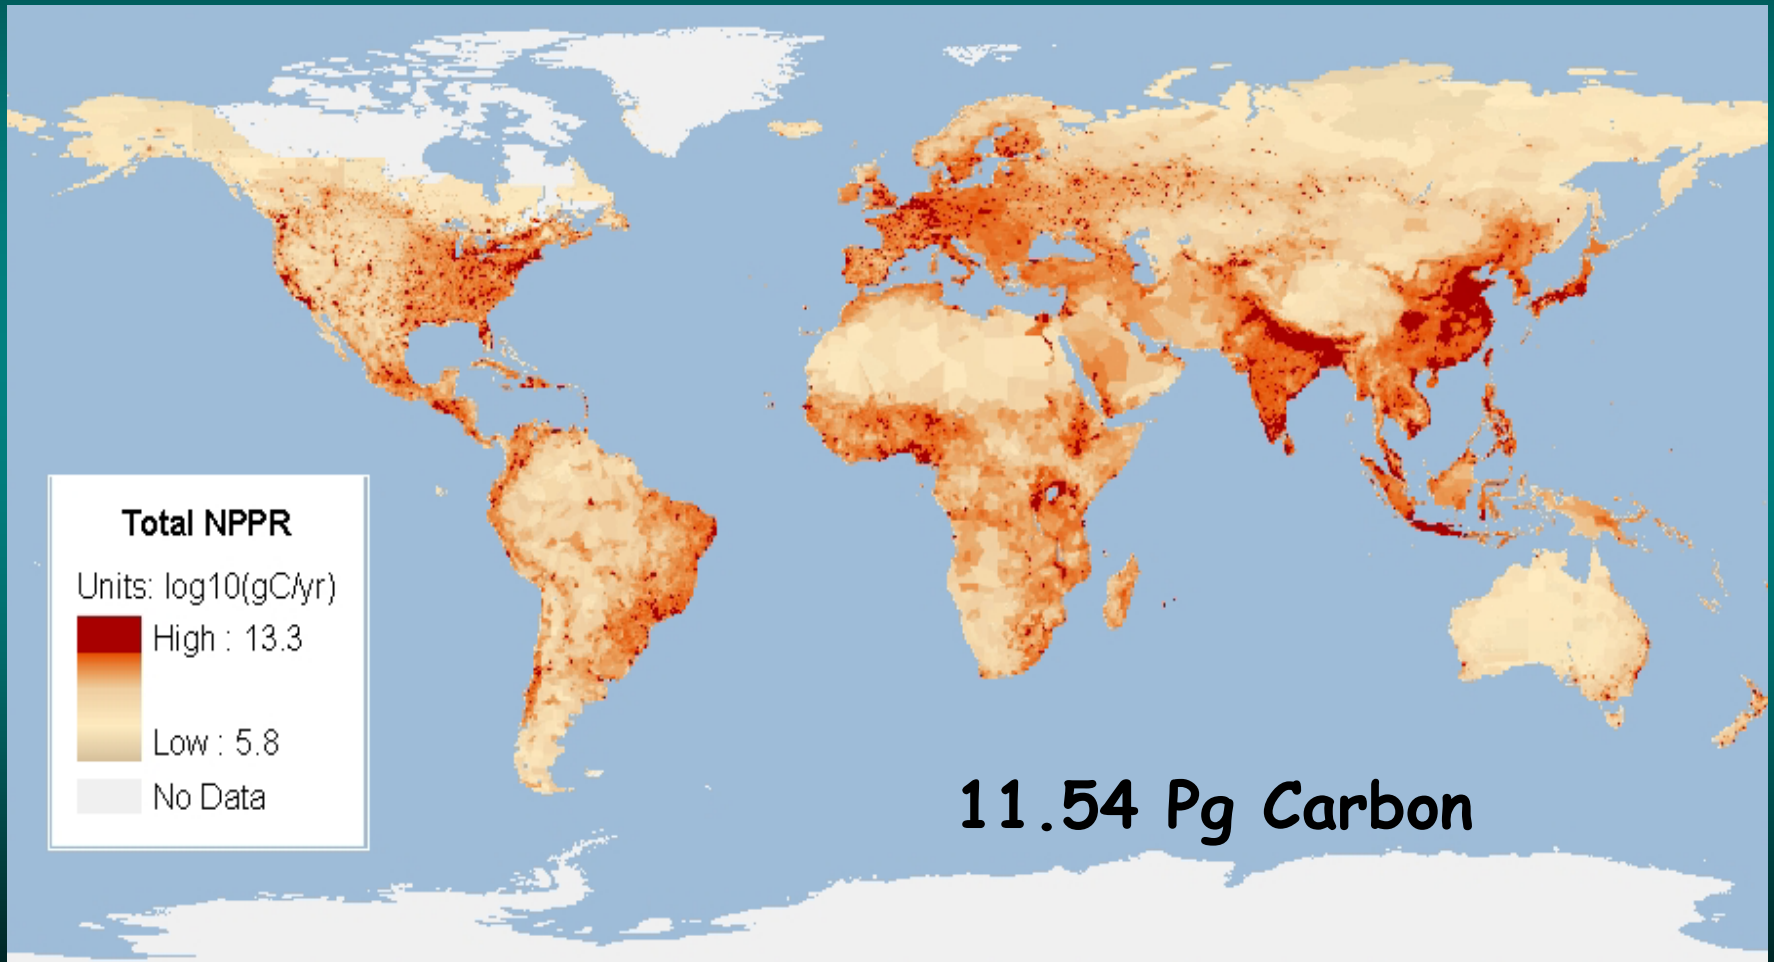 Total NPPR
Units: log10(gC/yr)
High : 13.3
Low : 5.8
No Data
11.54 Pg Carbon